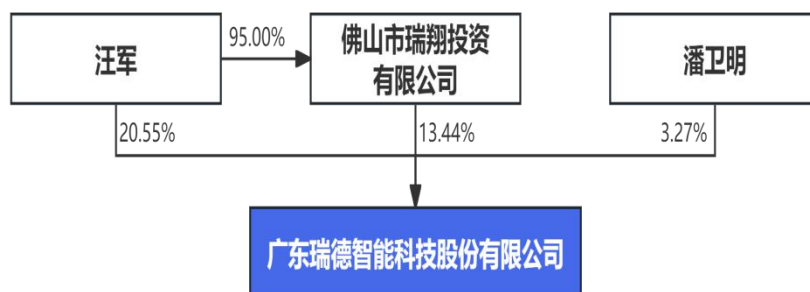 汪军
95.00%
佛山市瑞翔投资
有限公司
潘卫明
20.55%
13.44%
3.27%
广东瑞德智能科技股份有限公司